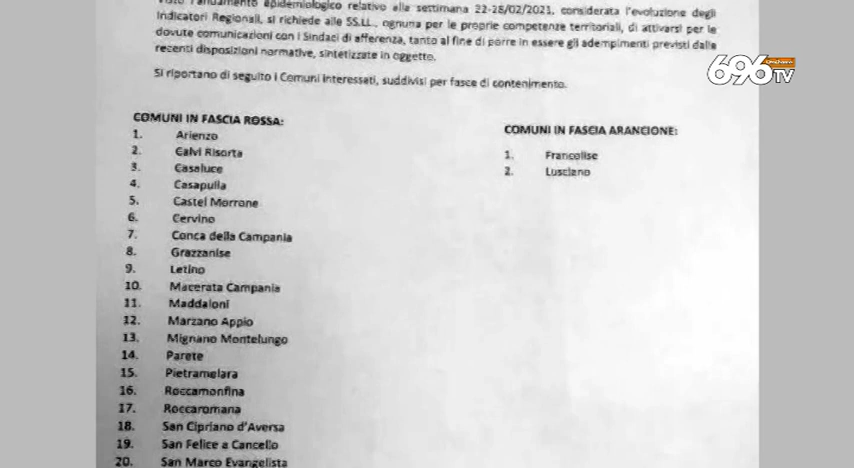 Visto l'andamento epidemiologico relativo alla settimana 22-28/02/2021, considerata l'evoluzione degli
Indicatori Regionali, si richiede alle SS.LL., ognuna per le proprie competenze territoriali, di attivarsi per le
dovute comunicazioni con i Sindaci di afferenza, tanto al fine di porre in essere gli adempimenti previsti dalle
recenti disposizioni normative, sintetizzate in oggetto.
Si riportano di seguito i Comuni interessati, suddivisi per fasce di contenimento.
696
TV
COMUNI IN FASCIA ROSSA:
1. Arienzo
2. Calvi Risorta
3. Casaluce
4. Casapulla
5. Castel Morrone
6. Cervino
7. Conca della Campania
8. Grazzanise
9. Letino
10. Macerata Campania
11. Maddaloni
12. Marzano Appio
13. Mignano Montelungo
14. Parete
15. Pietramelara
16. Roccamonfina
17. Roccaromana
18. San Cipriano d'Aversa
19. San Felice a Cancello
20. San Marco Evangelista
COMUNI IN FASCIA ARANCIONE:
1. Francolise
2. Lusciano